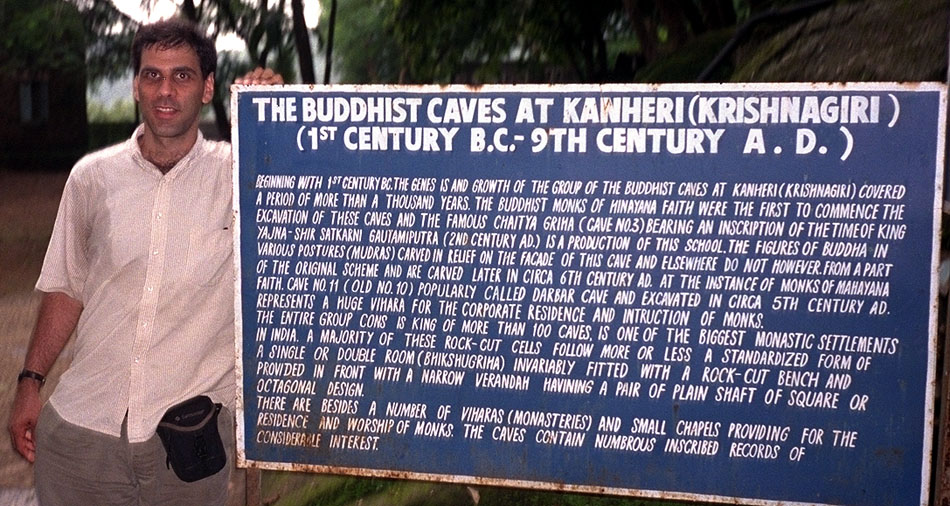 THE BUDDHIST CAVES AT KANHERI (KRISHNAGIRI)
(1ST CENTURY B.C.- 9TH CENTURY A. D.)
BEGINNING WITH 1ST CENTURY BC. THE GENES IS AND GROWTH OF THE GROUP OF THE BUDDHIST CAVES AT KANHERI (KRISHNAGIRI) COVERED
A PERIOD OF MORE THAN A THOUSAND YEARS. THE BUDDHIST MONKS OF HINAYANA FAITH WERE THE FIRST TO COMMENCE THE
EXCAVATION OF THESE CAVES AND THE FAMOUS CHAITYA GRIHA (CAVE NO.3) BEARING AN INSCRIPTION OF THE TIME OF KING
YAJNA-SHIR SATKARNI GAUTAMIPUTRA (2ND CENTURY AD.) IS A PRODUCTION OF THIS SCHOOL. THE FIGURES OF BUDDHA IN
VARIOUS POSTURES (MUDRAS) CARVED IN RELIEF ON THE FACADE OF THIS CAVE AND ELSEWHERE DO NOT HOWEVER. FROM A PART
OF THE ORIGINAL SCHEME AND ARE CARVED LATER IN CIRCA 6TH CENTURY AD. AT THE INSTANCE OF MONKS OF MAHAYANA
FAITH. CAVE NO. 11 (OLD NO. 10) POPULARLY CALLED DARBAR CAVE AND EXCAVATED IN CIRCA 5TH CENTURY AD.
REPRESENTS A HUGE VIHARA FOR THE CORPORATE RESIDENCE AND INTRUCTION OF MONKS.
THE ENTIRE GROUP CONS IS KING OF MORE THAN 100 CAVES, IS ONE OF THE BIGGEST MONASTIC SETTLEMENTS
IN INDIA. A MAJORITY OF THESE ROCK-CUT CELLS FOLLOW MORE OR LESS A STANDARDIZED FORM OF
A SINGLE OR DOUBLE ROOM (BHIKSHUGRIHA) INVARIABLY FITTED WITH A ROCK-CUT BENCH AND
PROVIDED IN FRONT WITH A NARROW VERANDAH HAVINING A PAIR OF PLAIN SHAFT OF SQUARE OR
OCTAGONAL DESIGN.
THERE ARE BESIDES A NUMBER OF VIHARAS (MONASTERIES) AND SMALL CHAPELS PROVIDING FOR THE
RESIDENCE AND WORSHIP OF MONKS. THE CAVES CONTAIN NUMBROUS INSCRIBED RECORDS OF
CONSIDERABLE INTEREST.